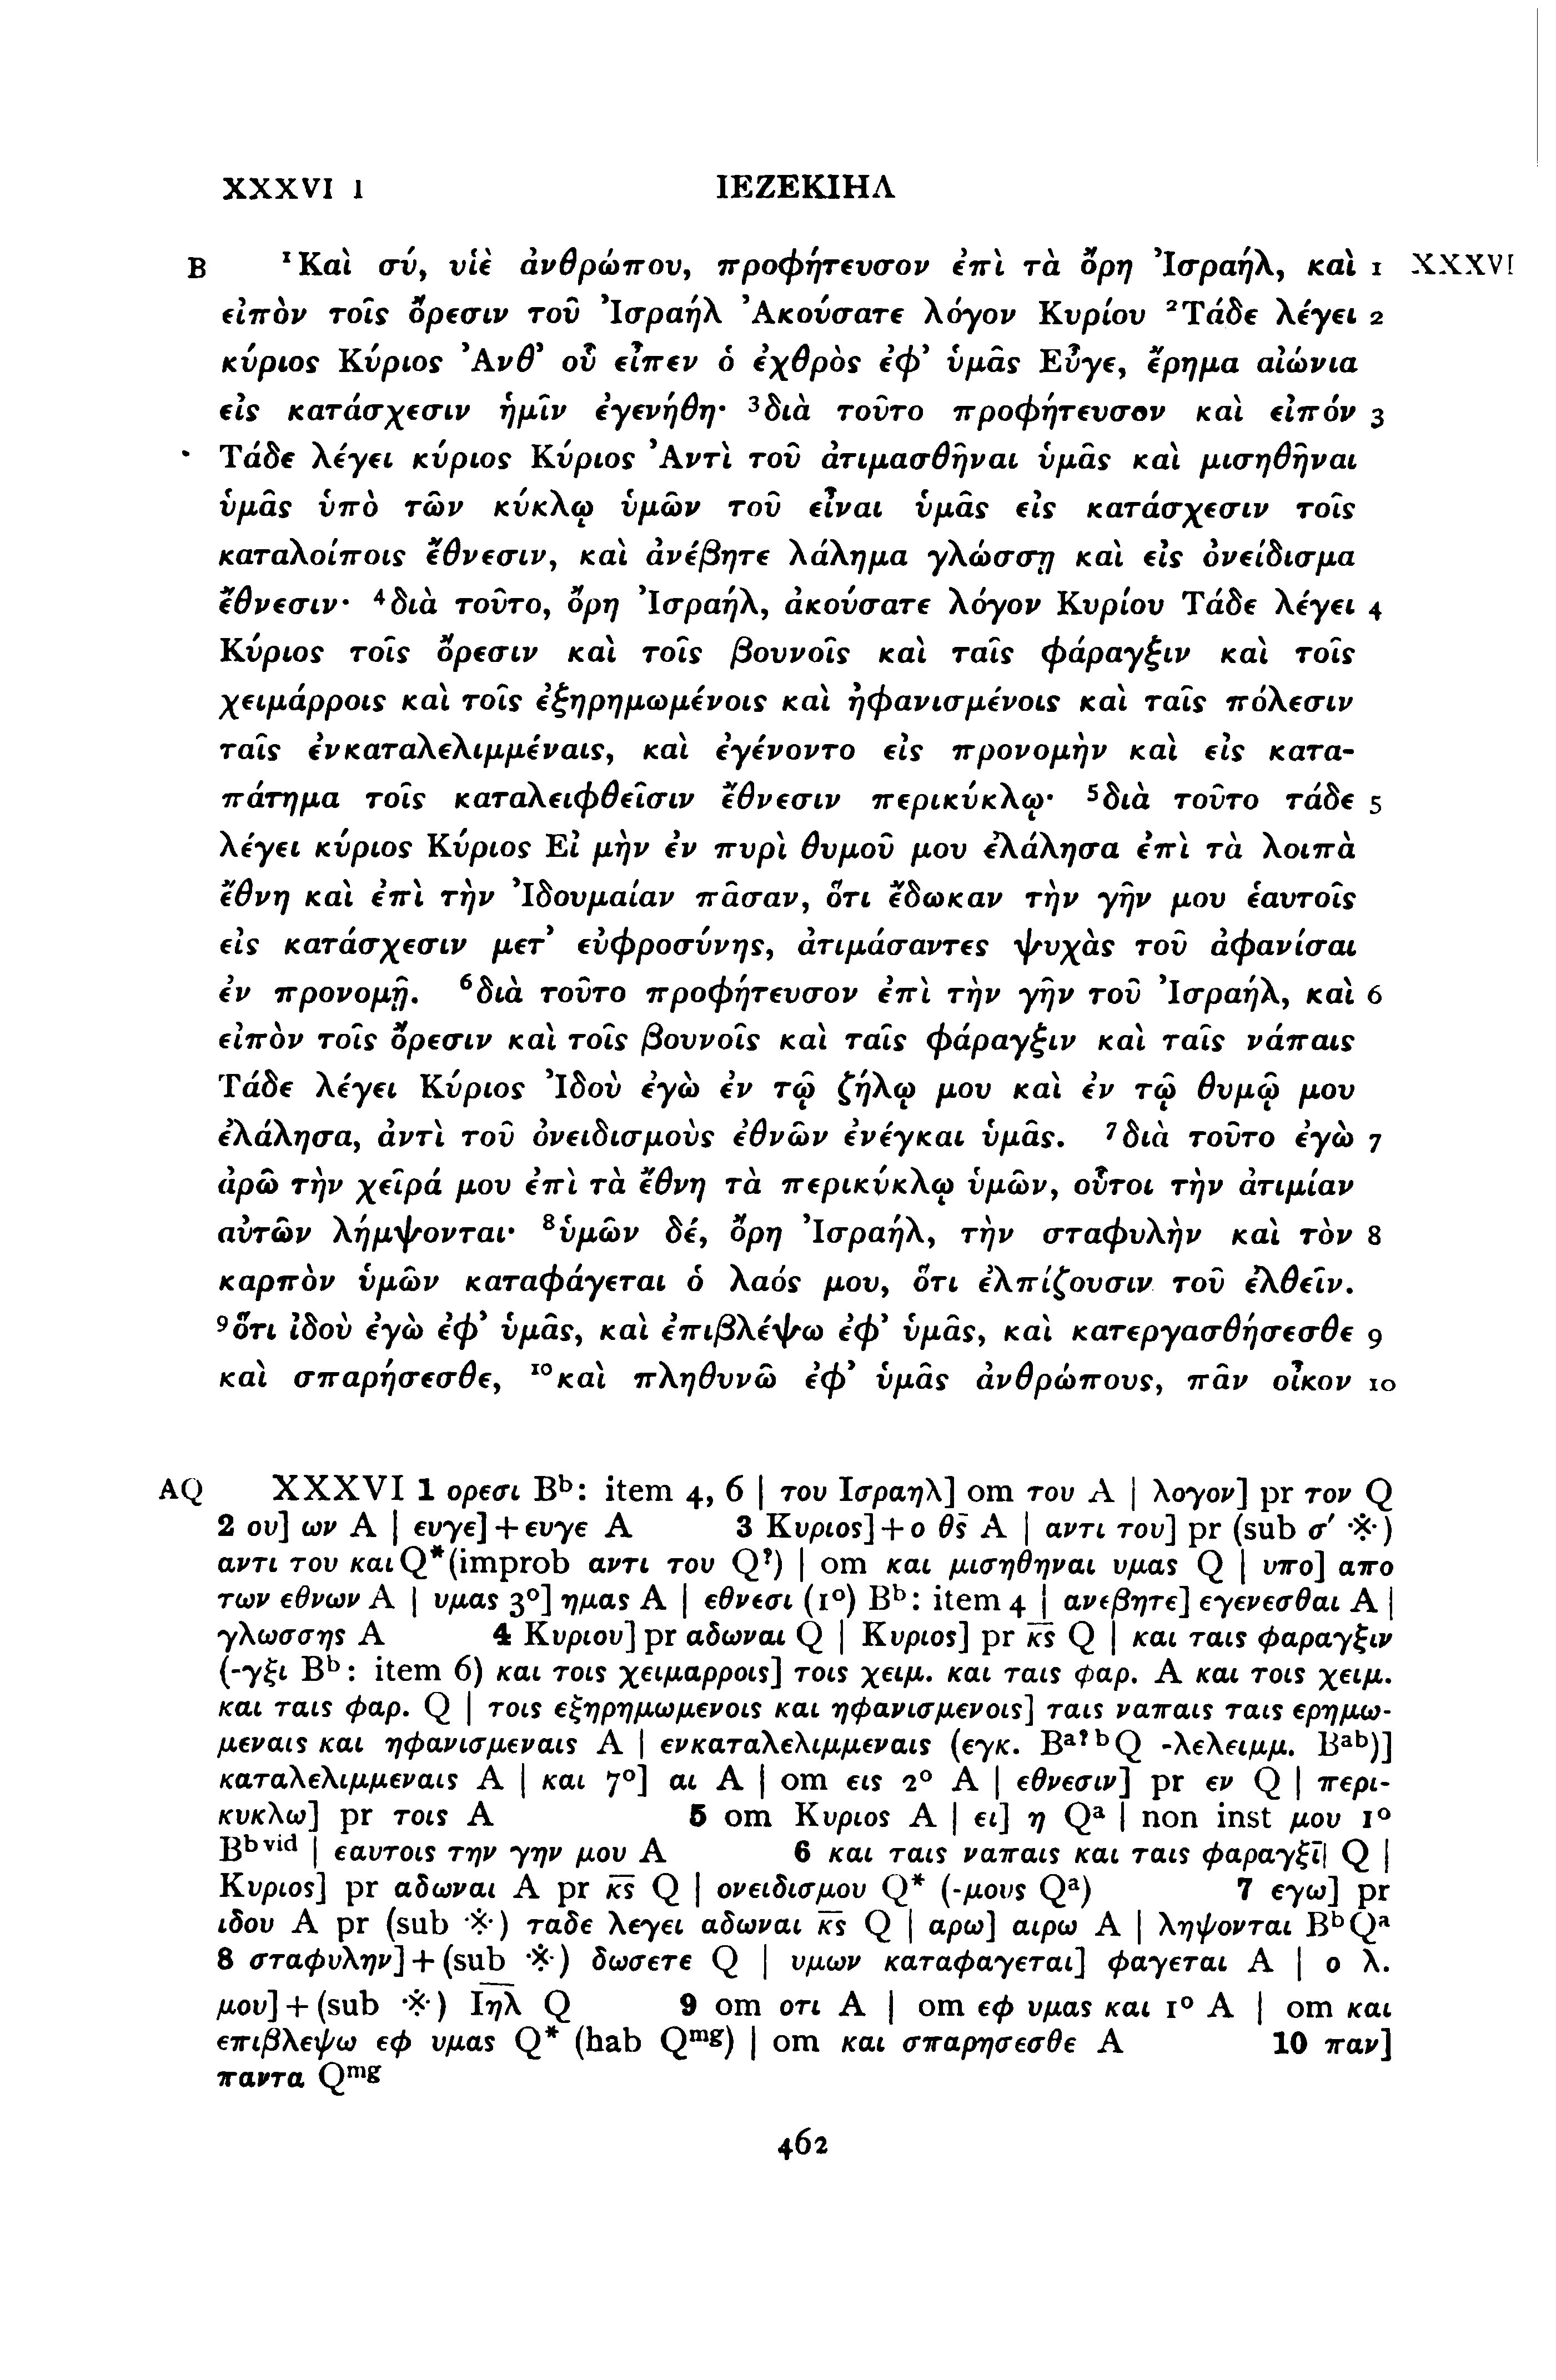 XXXVI 1 ΙΕΖΕΚΙΗΛ
B ¹Καὶ σύ, υἱὲ ἀνθρώπου, προφήτευσον ἐπὶ τὰ ὄρη Ἰσραήλ, καὶ 1 XXXVI
εἰπὸν τοῖς ὄρεσιν τοῦ Ἰσραήλ Ἀκούσατε λόγον Κυρίου ²Τάδε λέγει 2
κύριος Κύριος Ἀνθ᾽ οὗ εἶπεν ὁ ἐχθρὸς ἐφ᾽ ὑμᾶς Εὖγε, ἔρημα αἰώνια
εἰς κατάσχεσιν ἡμῖν ἐγενήθη· ³διὰ τοῦτο προφήτευσον καὶ εἰπόν 3
Τάδε λέγει κύριος Κύριος Ἀντὶ τοῦ ἀτιμασθῆναι ὑμᾶς καὶ μισηθῆναι
ὑμᾶς ὑπὸ τῶν κύκλῳ ὑμῶν τοῦ εἶναι ὑμᾶς εἰς κατάσχεσιν τοῖς
καταλοίποις ἔθνεσιν, καὶ ἀνέβητε λάλημα γλώσσῃ καὶ εἰς ὀνείδισμα
ἔθνεσιν· ⁴διὰ τοῦτο, ὄρη Ἰσραήλ, ἀκούσατε λόγον Κυρίου Τάδε λέγει 4
Κύριος τοῖς ὄρεσιν καὶ τοῖς βουνοῖς καὶ ταῖς φάραγξιν καὶ τοῖς
χειμάρροις καὶ τοῖς ἐξηρημωμένοις καὶ ἠφανισμένοις καὶ ταῖς πόλεσιν
ταῖς ἐνκαταλελιμμέναις, καὶ ἐγένοντο εἰς προνομὴν καὶ εἰς κατα-
πάτημα τοῖς καταλειφθεῖσιν ἔθνεσιν περικύκλῳ· ⁵διὰ τοῦτο τάδε 5
λέγει κύριος Κύριος Εἰ μὴν ἐν πυρὶ θυμοῦ μου ἐλάλησα ἐπὶ τὰ λοιπὰ
ἔθνη καὶ ἐπὶ τὴν Ἰδουμαίαν πᾶσαν, ὅτι ἔδωκαν τὴν γῆν μου ἑαυτοῖς
εἰς κατάσχεσιν μετ᾽ εὐφροσύνης, ἀτιμάσαντες ψυχὰς τοῦ ἀφανίσαι
ἐν προνομῇ. ⁶διὰ τοῦτο προφήτευσον ἐπὶ τὴν γῆν τοῦ Ἰσραήλ, καὶ 6
εἰπὸν τοῖς ὄρεσιν καὶ τοῖς βουνοῖς καὶ ταῖς φάραγξιν καὶ ταῖς νάπαις
Τάδε λέγει Κύριος Ἰδοὺ ἐγὼ ἐν τῷ ζήλῳ μου καὶ ἐν τῷ θυμῷ μου
ἐλάλησα, ἀντὶ τοῦ ὀνειδισμοὺς ἐθνῶν ἐνέγκαι ὑμᾶς. ⁷διὰ τοῦτο ἐγὼ 7
ἀρῶ τὴν χεῖρά μου ἐπὶ τὰ ἔθνη τὰ περικύκλῳ ὑμῶν, οὗτοι τὴν ἀτιμίαν
αὐτῶν λήμψονται· ⁸ὑμῶν δέ, ὄρη Ἰσραήλ, τὴν σταφυλὴν καὶ τὸν 8
καρπὸν ὑμῶν καταφάγεται ὁ λαός μου, ὅτι ἐλπίζουσιν τοῦ ἐλθεῖν.
⁹ὅτι ἰδοὺ ἐγὼ ἐφ᾽ ὑμᾶς, καὶ ἐπιβλέψω ἐφ᾽ ὑμᾶς, καὶ κατεργασθήσεσθε 9
καὶ σπαρήσεσθε, ¹⁰καὶ πληθυνῶ ἐφ᾽ ὑμᾶς ἀνθρώπους, πᾶν οἶκον 10
AQ XXXVI 1 ορεσι Bᵇ: item 4, 6 | του Ισραηλ] om του A | λογον] pr τον Q
2 ου] ων A | ευγε]+ευγε A 3 Κυριος]+ο θ̅ς̅ A | αντι του] pr (sub σ′ ※)
αντι του και Q*(improb αντι του Q?) | om και μισηθηναι υμας Q | υπο] απο
των εθνων A | υμας 3°] ημας A | εθνεσι (1°) Bᵇ: item 4 | ανεβητε] εγενεσθαι A |
γλωσσης A 4 Κυριου] pr αδωναι Q | Κυριος] pr κ̅ς̅ Q | και ταις φαραγξιν
(-γξι Bᵇ: item 6) και τοις χειμαρροις] τοις χειμ. και ταις φαρ. A και τοις χειμ.
και ταις φαρ. Q | τοις εξηρημωμενοις και ηφανισμενοις] ταις ναπαις ταις ερημω-
μεναις και ηφανισμεναις A | ενκαταλελιμμεναις (εγκ. Bᵃ?ᵇQ -λελειμμ. Bᵃᵇ)]
καταλελιμμεναις A | και 7°] αι A | om εις 2° A | εθνεσιν] pr εν Q | περι-
κυκλω] pr τοις A 5 om Κυριος A | ει] η Qᵃ | non inst μου 1°
Bᵇ ᵛⁱᵈ | εαυτοις την γην μου A 6 και ταις ναπαις και ταις φαραγξῑ| Q |
Κυριος] pr αδωναι A pr κ̅ς̅ Q | ονειδισμου Q* (-μους Qᵃ) 7 εγω] pr
ιδου A pr (sub ※) ταδε λεγει αδωναι κ̅ς̅ Q | αρω] αιρω A | ληψονται BᵇQᵃ
8 σταφυλην]+(sub ※) δωσετε Q | υμων καταφαγεται] φαγεται A | ο λ.
μου]+(sub ※) Ι̅η̅λ̅ Q 9 om οτι A | om εφ υμας και 1° A | om και
επιβλεψω εφ υμας Q* (hab Qᵐᵍ) | om και σπαρησεσθε A 10 παν]
παντα Qᵐᵍ
462